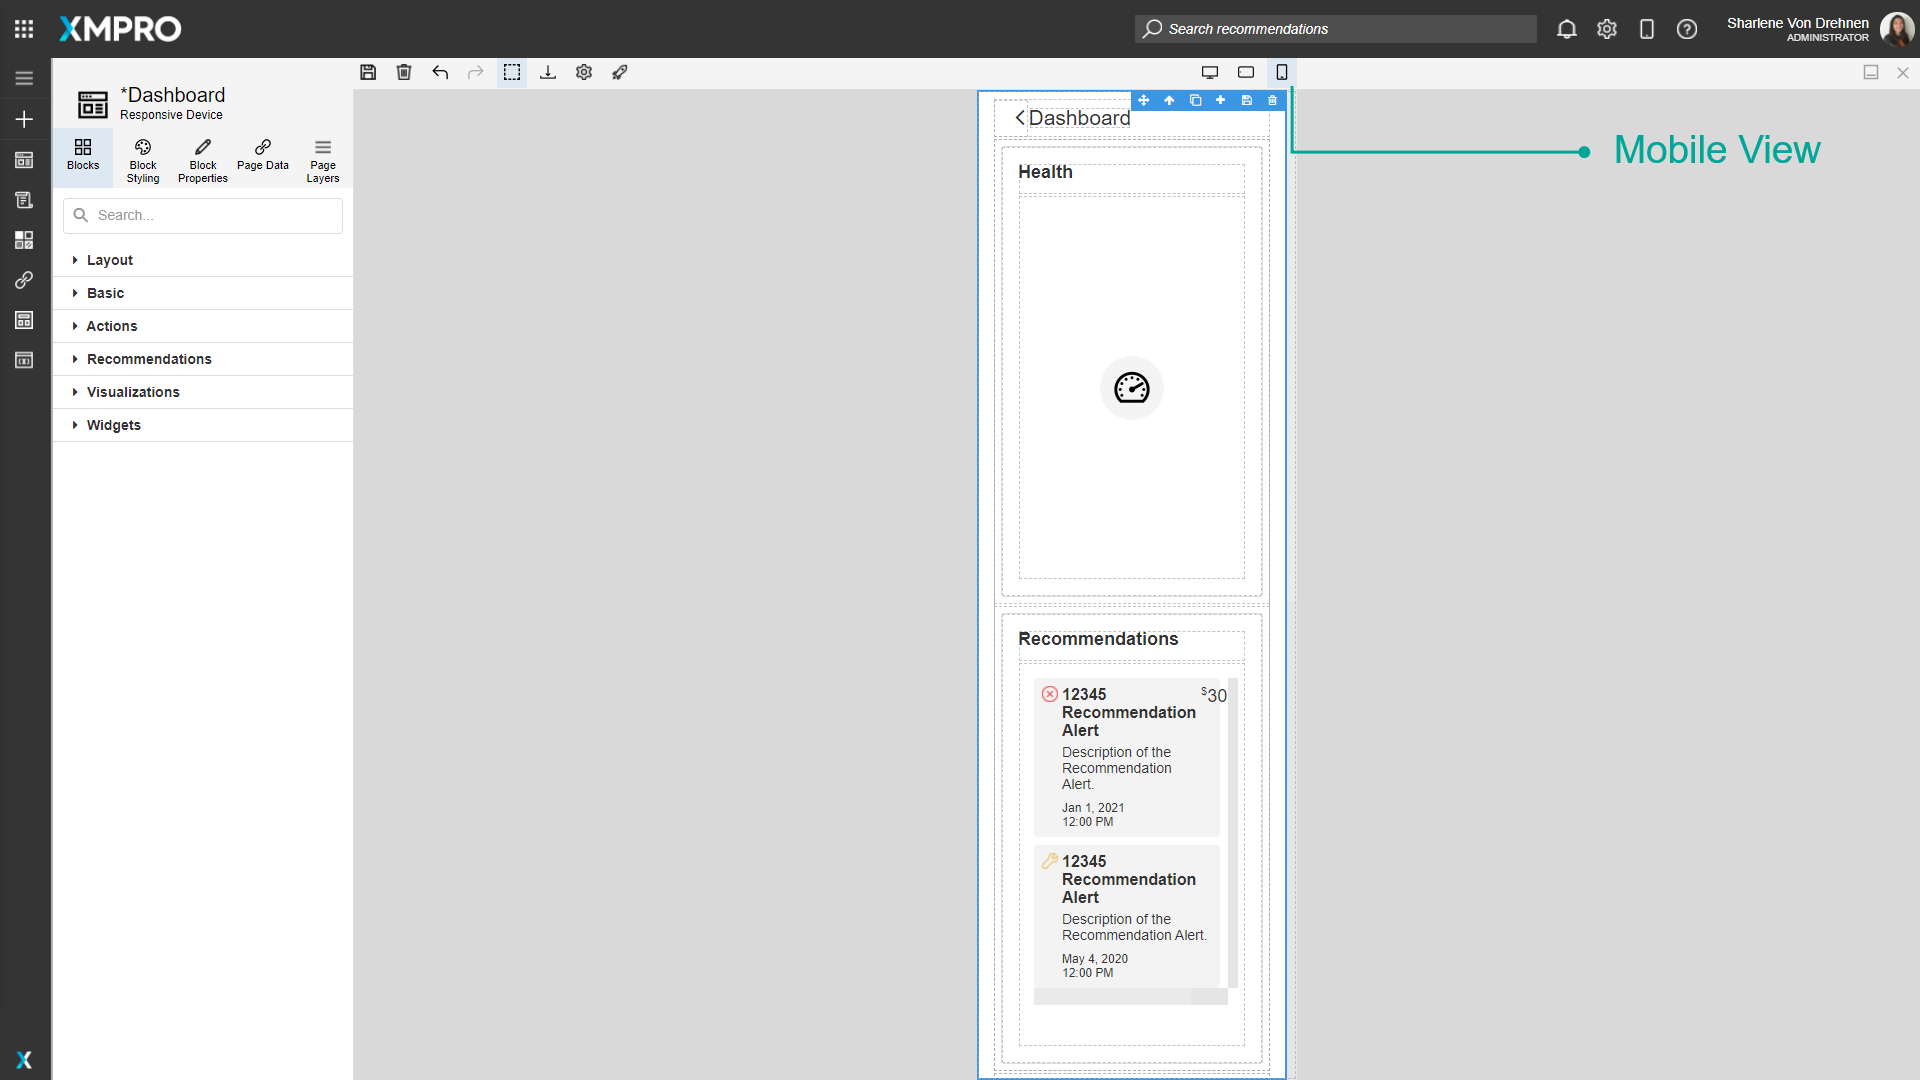 XMPRO
Search recommendations
Sharlene Von Drehnen
ADMINISTRATOR
*Dashboard
Responsive Device
Blocks
Block
Styling
Block
Properties
Page Data
Page
Layers
Search...
Layout
Basic
Actions
Recommendations
Visualizations
Widgets
Dashboard
Mobile View
Health
Recommendations
12345
Recommendation
Alert
$30
Description of the
Recommendation
Alert.
Jan 1, 2021
12:00 PM
12345
Recommendation
Alert
Description of the
Recommendation Alert.
May 4, 2020
12:00 PM